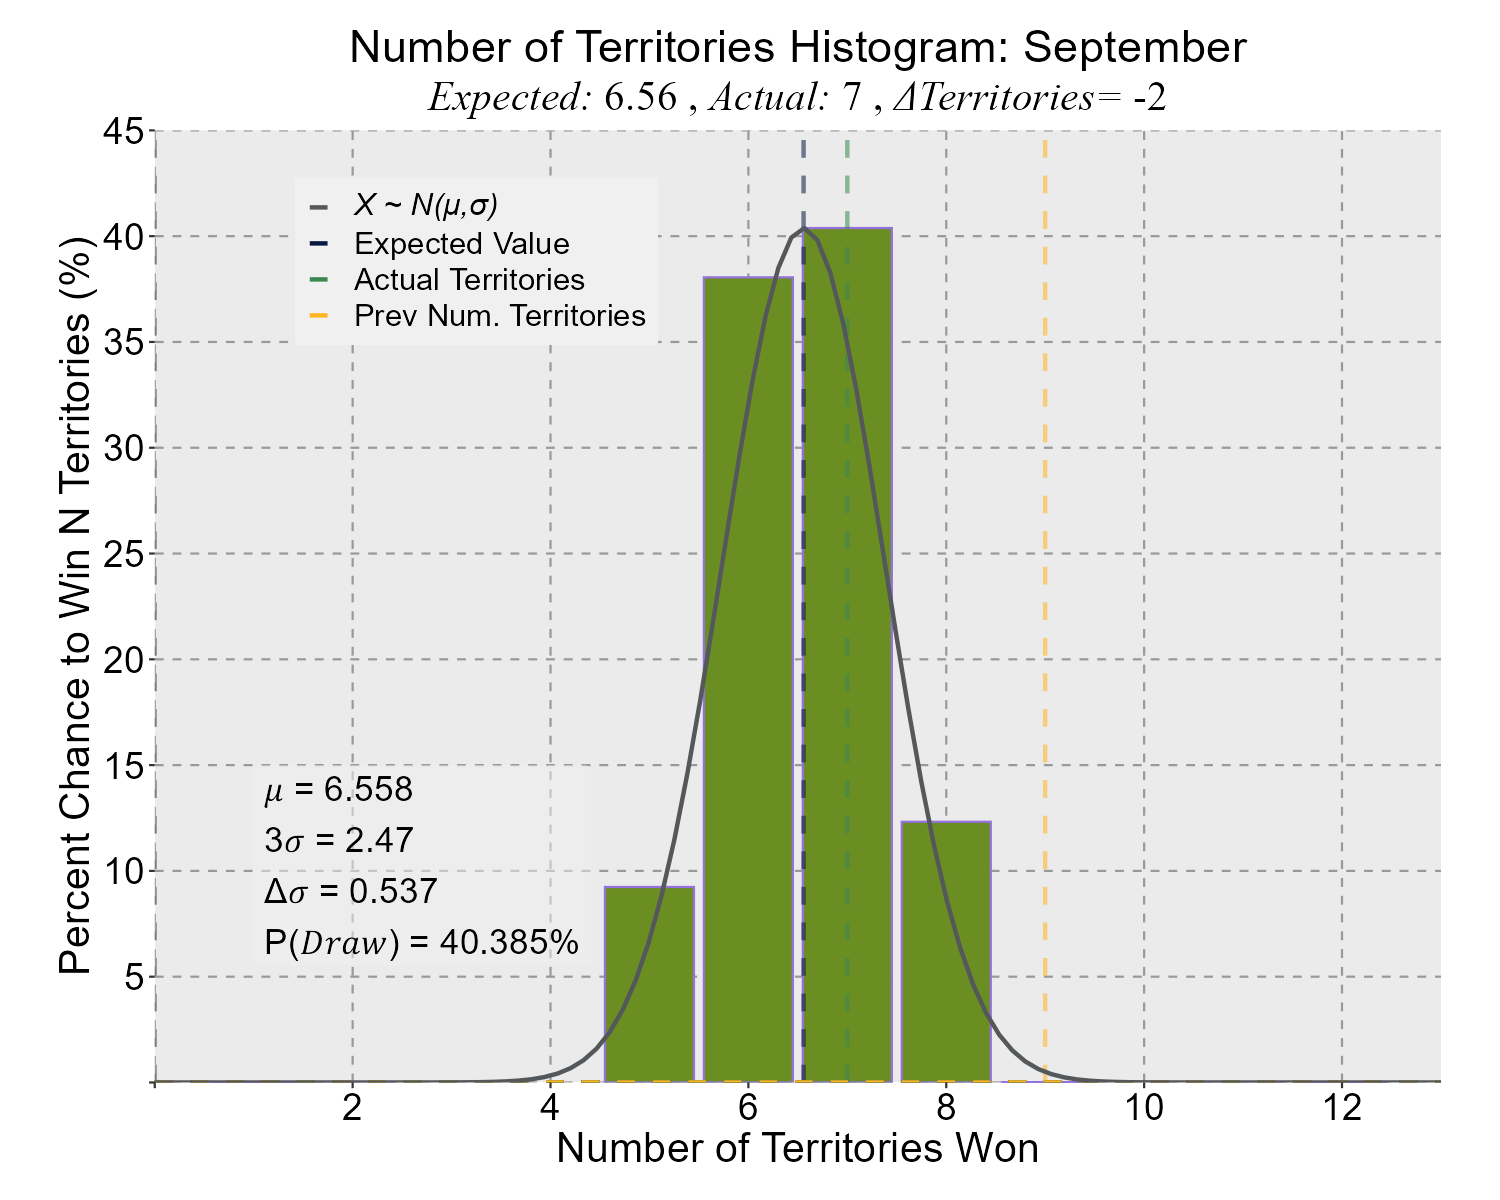 Number of Territories Histogram: September
Expected: 6.56 , Actual: 7 , ΔTerritories= -2
45
40
35
30
25
20
15
10
5
Percent Chance to Win N Territories (%)
X ~ N(μ,σ)
Expected Value
Actual Territories
Prev Num. Territories
μ = 6.558
3σ = 2.47
Δσ = 0.537
P(Draw) = 40.385%
2 4 6 8 10 12
Number of Territories Won